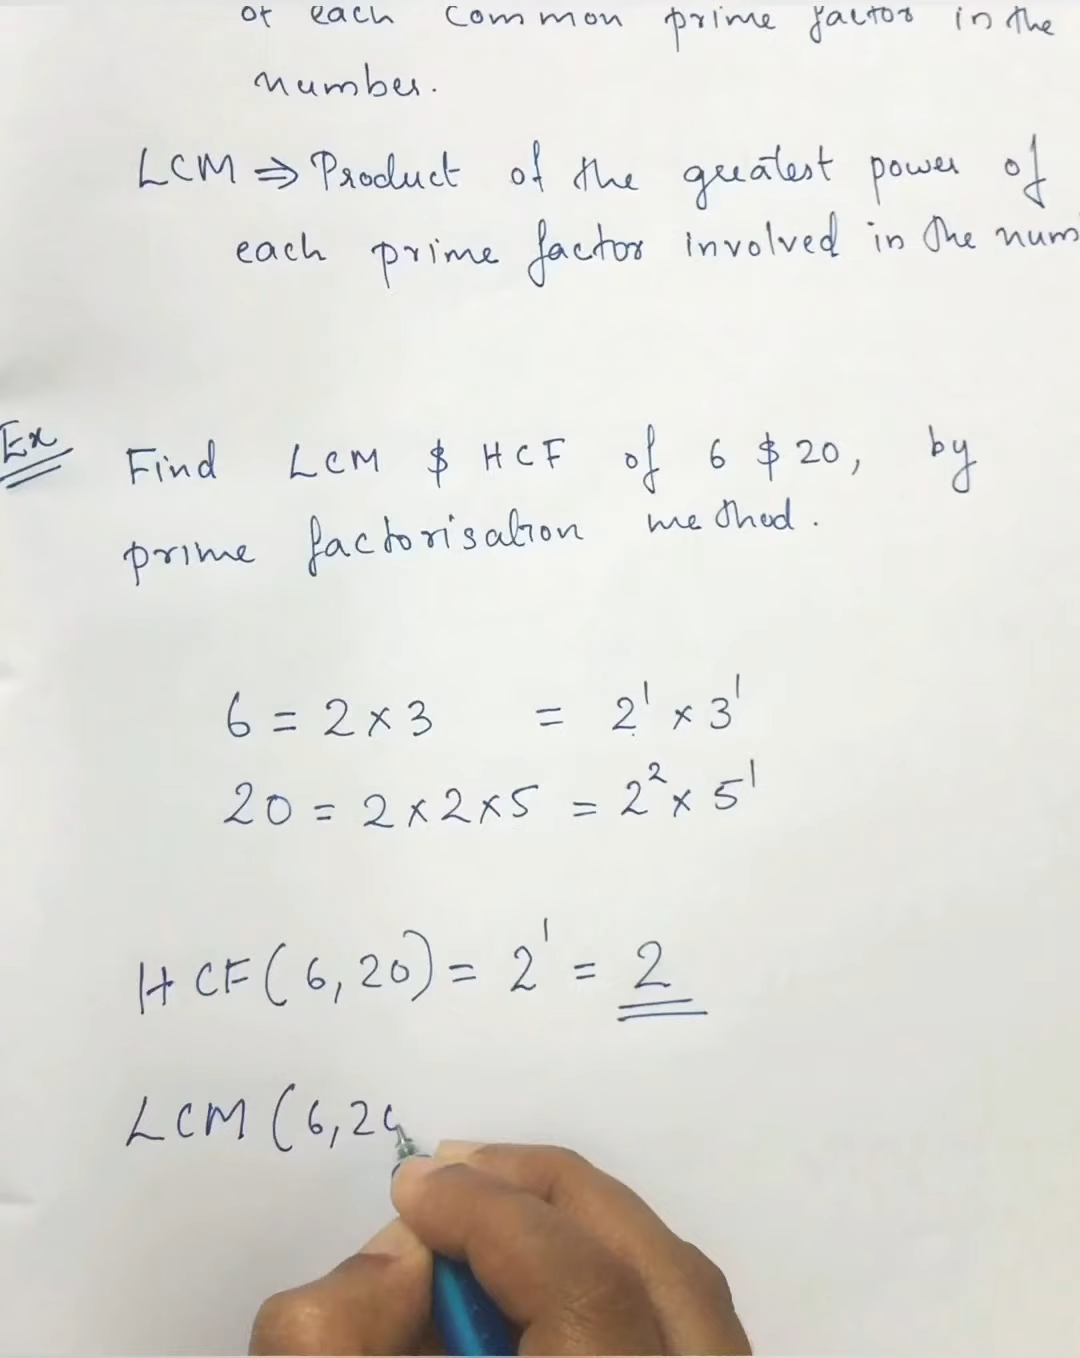 of each common prime factor in the
number.
LCM ⇒ Product of the greatest power of
each prime factor involved in the num
Ex
Find LCM $ HCF of 6 $ 20, by
prime factorisation method.
6 = 2 × 3 = 2¹ × 3¹
20 = 2 × 2 × 5 = 2² × 5¹
HCF(6,20) = 2¹ = 2
LCM (6,20